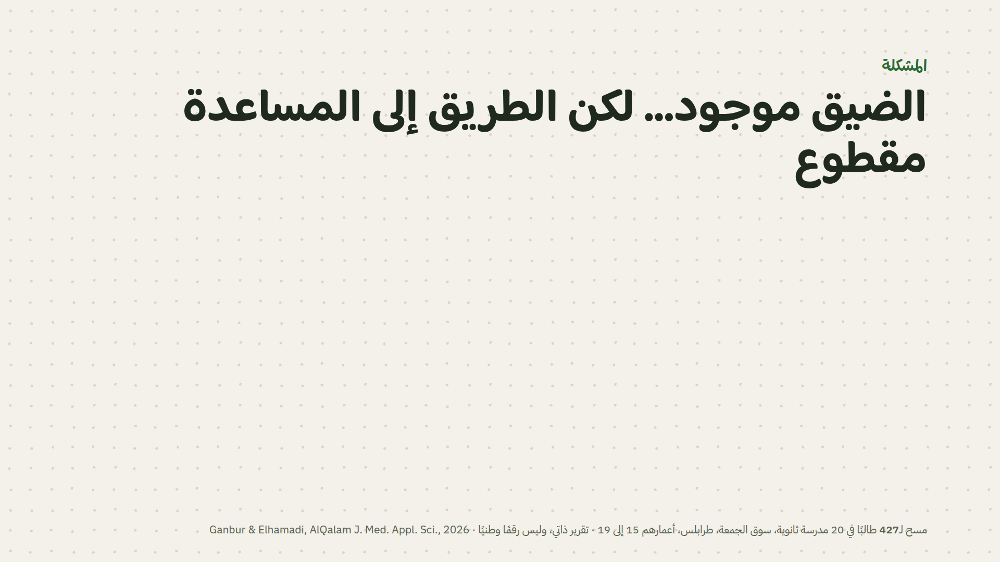 المشكلة
الضيق موجود... لكن الطريق إلى المساعدة
مقطوع
مسح لـ427 طالبًا في 20 مدرسة ثانوية، سوق الجمعة، طرابلس، أعمارهم 15 إلى 19 · تقرير ذاتي، وليس رقمًا وطنيًا · Ganbur & Elhamadi, AlQalam J. Med. Appl. Sci., 2026